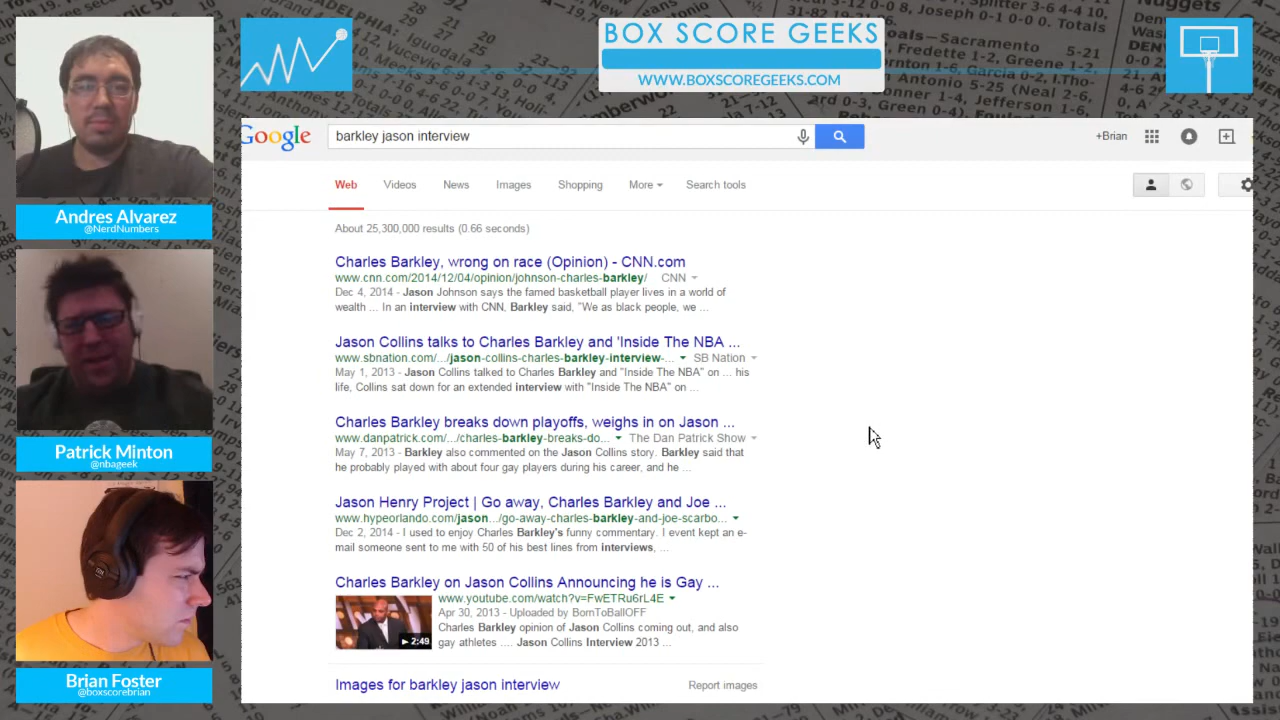 BOX SCORE GEEKS
WWW.BOXSCOREGEEKS.COM
Andres Alvarez
@NerdNumbers
Patrick Minton
@nbageek
Brian Foster
@boxscorebrian
Google
barkley jason interview
+Brian
Web Videos News Images Shopping More Search tools
About 25,300,000 results (0.66 seconds)
Charles Barkley, wrong on race (Opinion) - CNN.com
www.cnn.com/2014/12/04/opinion/johnson-charles-barkley/ CNN
Dec 4, 2014 - Jason Johnson says the famed basketball player lives in a world of
wealth ... In an interview with CNN, Barkley said, "We as black people, we ...
Jason Collins talks to Charles Barkley and 'Inside The NBA ...
www.sbnation.com/.../jason-collins-charles-barkley-interview-... SB Nation
May 1, 2013 - Jason Collins talked to Charles Barkley and "Inside The NBA" on ... his
life, Collins sat down for an extended interview with "Inside The NBA" on ...
Charles Barkley breaks down playoffs, weighs in on Jason ...
www.danpatrick.com/.../charles-barkley-breaks-do... The Dan Patrick Show
May 7, 2013 - Barkley also commented on the Jason Collins story. Barkley said that
he probably played with about four gay players during his career, and he ...
Jason Henry Project | Go away, Charles Barkley and Joe ...
www.hypeorlando.com/jason.../go-away-charles-barkley-and-joe-scarbo...
Dec 2, 2014 - I used to enjoy Charles Barkley's funny commentary. I event kept an e-
mail someone sent to me with 50 of his best lines from interviews, ...
Charles Barkley on Jason Collins Announcing he is Gay ...
www.youtube.com/watch?v=FwETRu6rL4E
Apr 30, 2013 - Uploaded by BornToBallOFF
Charles Barkley opinion of Jason Collins coming out, and also
gay athletes .... Jason Collins Interview 2013 ...
2:49
Images for barkley jason interview Report images